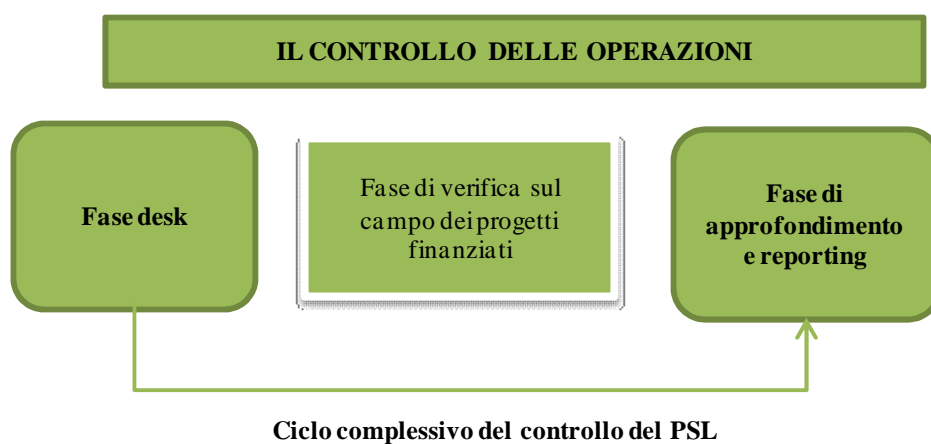 IL CONTROLLO DELLE OPERAZIONI
Fase desk
Fase di verifica sul
campo dei progetti
finanziati
Fase di
approfondimento
e reporting
Ciclo complessivo del controllo del PSL